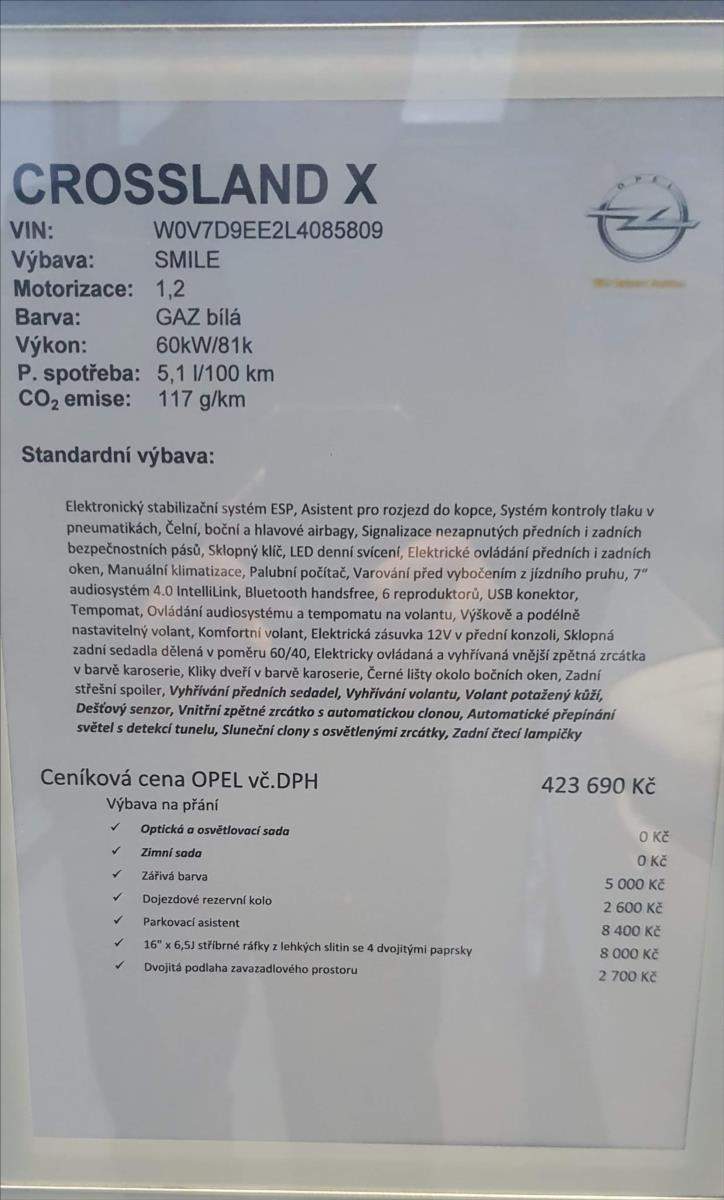 CROSSLAND X
OPEL
VIN: W0V7D9EE2L4085809
Výbava: SMILE
Motorizace: 1,2
Barva: GAZ bílá
Výkon: 60kW/81k
P. spotřeba: 5,1 l/100 km
CO₂ emise: 117 g/km
Standardní výbava:
Elektronický stabilizační systém ESP, Asistent pro rozjezd do kopce, Systém kontroly tlaku v
pneumatikách, Čelní, boční a hlavové airbagy, Signalizace nezapnutých předních i zadních
bezpečnostních pásů, Sklopný klíč, LED denní svícení, Elektrické ovládání předních i zadních
oken, Manuální klimatizace, Palubní počítač, Varování před vybočením z jízdního pruhu, 7"
audiosystém 4.0 IntelliLink, Bluetooth handsfree, 6 reproduktorů, USB konektor,
Tempomat, Ovládání audiosystému a tempomatu na volantu, Výškově a podélně
nastavitelný volant, Komfortní volant, Elektrická zásuvka 12V v přední konzoli, Sklopná
zadní sedadla dělená v poměru 60/40, Elektricky ovládaná a vyhřívaná vnější zpětná zrcátka
v barvě karoserie, Kliky dveří v barvě karoserie, Černé lišty okolo bočních oken, Zadní
střešní spoiler, Vyhřívání předních sedadel, Vyhřívání volantu, Volant potažený kůží,
Dešťový senzor, Vnitřní zpětné zrcátko s automatickou clonou, Automatické přepínání
světel s detekcí tunelu, Sluneční clony s osvětlenými zrcátky, Zadní čtecí lampičky
Ceníková cena OPEL vč.DPH 423 690 Kč
Výbava na přání
✓ Optická a osvětlovací sada 0 Kč
✓ Zimní sada 0 Kč
✓ Zářivá barva 5 000 Kč
✓ Dojezdové rezervní kolo 2 600 Kč
✓ Parkovací asistent 8 400 Kč
✓ 16" x 6,5J stříbrné ráfky z lehkých slitin se 4 dvojitými paprsky 8 000 Kč
✓ Dvojitá podlaha zavazadlového prostoru 2 700 Kč